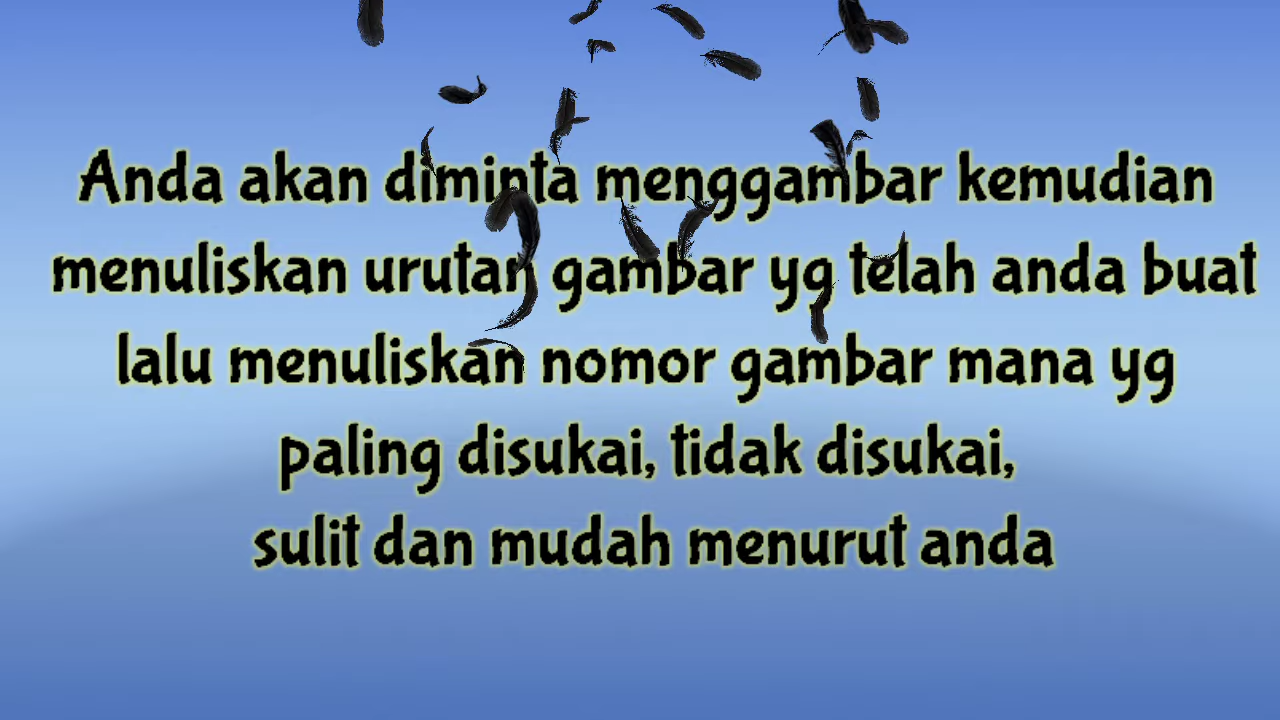 Anda akan diminta menggambar kemudian
menuliskan urutan gambar yg telah anda buat
lalu menuliskan nomor gambar mana yg
paling disukai, tidak disukai,
sulit dan mudah menurut anda